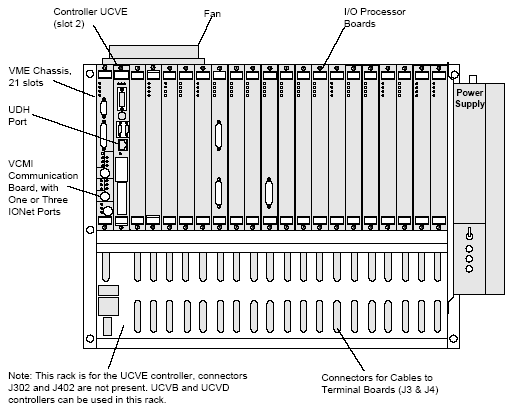 Controller UCVE
(slot 2)
Fan
I/O Processor
Boards
VME Chassis,
21 slots
Power
Supply
UDH
Port
VCMI
Communication
Board, with
One or Three
IONet Ports
Note: This rack is for the UCVE controller, connectors
J302 and J402 are not present. UCVB and UCVD
controllers can be used in this rack.
Connectors for Cables to
Terminal Boards (J3 & J4)